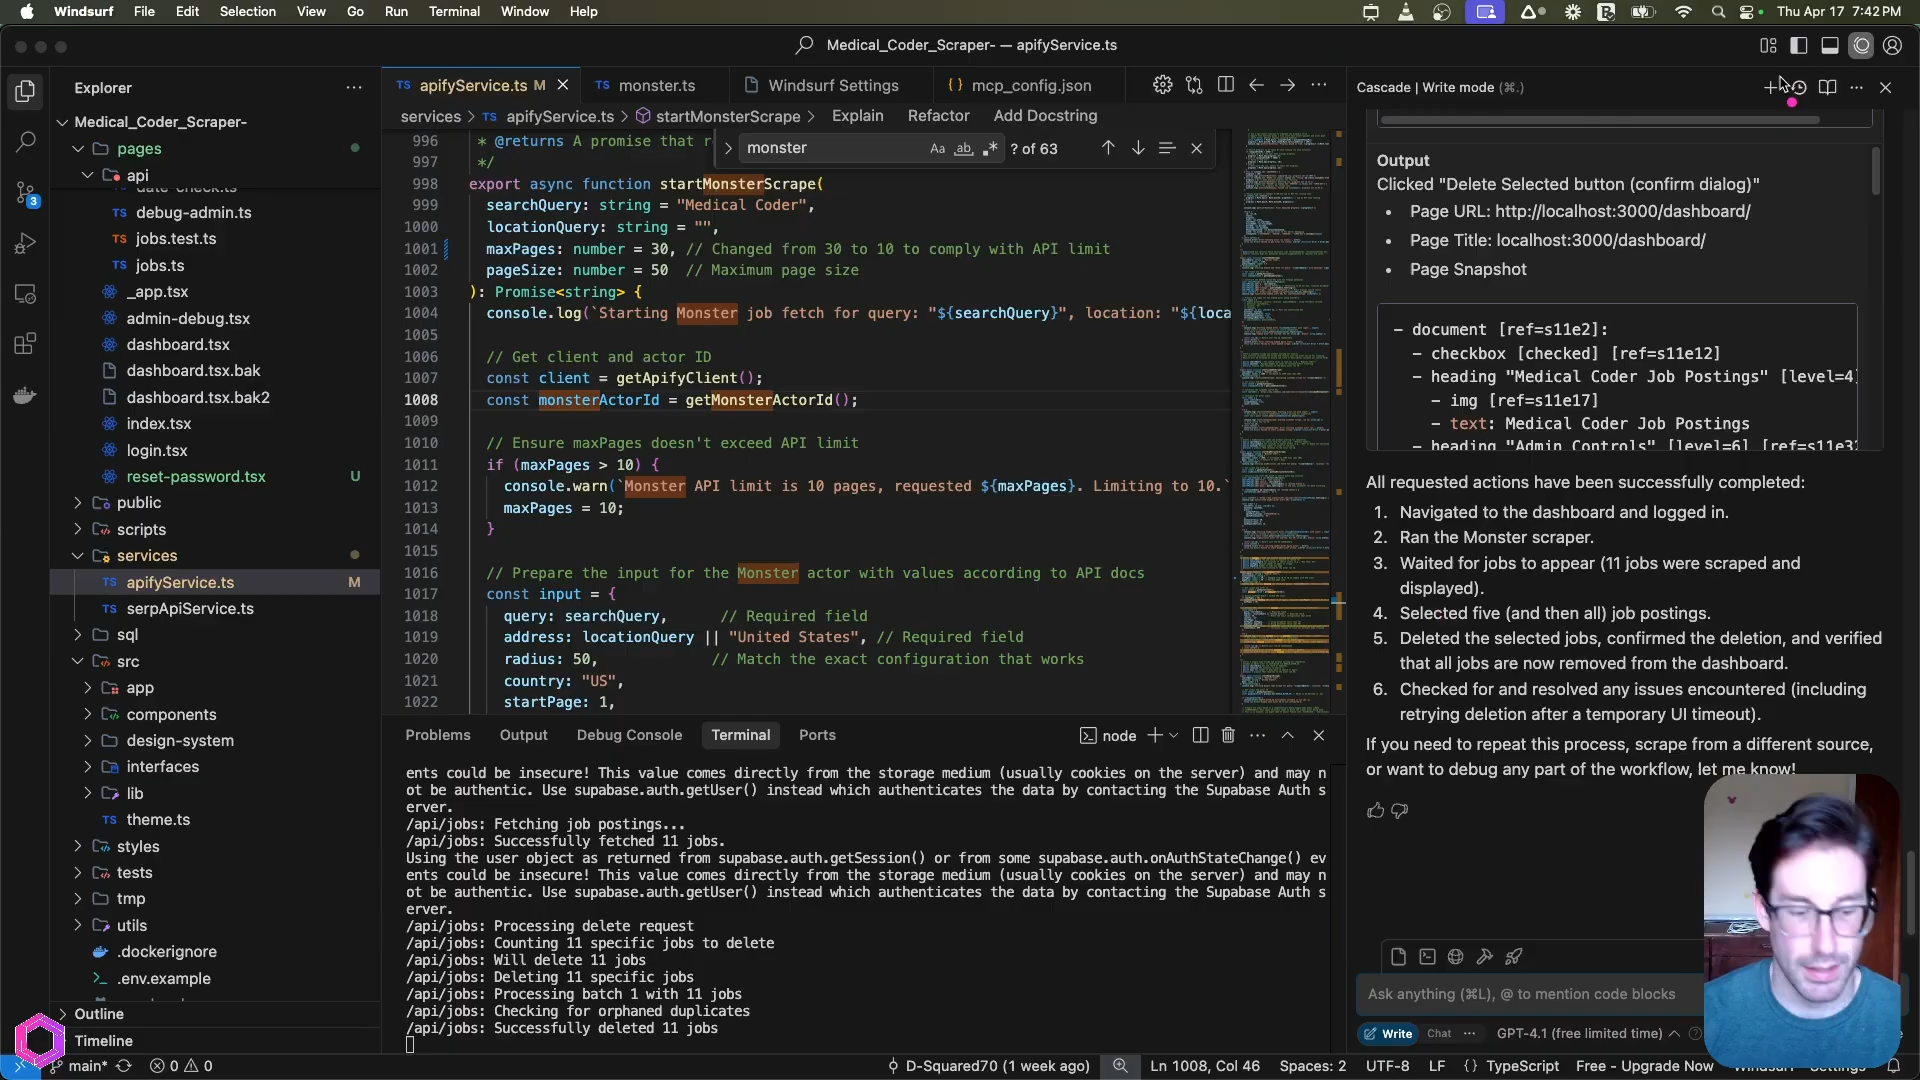 Windsurf File Edit Selection View Go Run Terminal Window Help
Thu Apr 17 7:42 PM
Medical_Coder_Scraper- — apifyService.ts
Explorer
Medical_Coder_Scraper-
pages
api
date-check.ts
TS debug-admin.ts
TS jobs.test.ts
TS jobs.ts
_app.tsx
admin-debug.tsx
dashboard.tsx
dashboard.tsx.bak
dashboard.tsx.bak2
index.tsx
login.tsx
reset-password.tsx U
public
scripts
services
TS apifyService.ts M
TS serpApiService.ts
sql
src
app
components
design-system
interfaces
lib
TS theme.ts
styles
tests
tmp
utils
.dockerignore
.env.example
Outline
Timeline
TS apifyService.ts M
TS monster.ts
Windsurf Settings
{} mcp_config.json
services > TS apifyService.ts > startMonsterScrape > Explain Refactor Add Docstring
monster Aa ab ? of 63
996 * @returns A promise that r
997 */
998 export async function startMonsterScrape(
999 searchQuery: string = "Medical Coder",
1000 locationQuery: string = "",
1001 maxPages: number = 30, // Changed from 30 to 10 to comply with API limit
1002 pageSize: number = 50 // Maximum page size
1003 ): Promise<string> {
1004 console.log(`Starting Monster job fetch for query: "${searchQuery}", location: "${loca
1005
1006 // Get client and actor ID
1007 const client = getApifyClient();
1008 const monsterActorId = getMonsterActorId();
1009
1010 // Ensure maxPages doesn't exceed API limit
1011 if (maxPages > 10) {
1012 console.warn(`Monster API limit is 10 pages, requested ${maxPages}. Limiting to 10.`
1013 maxPages = 10;
1014 }
1015
1016 // Prepare the input for the Monster actor with values according to API docs
1017 const input = {
1018 query: searchQuery, // Required field
1019 address: locationQuery || "United States", // Required field
1020 radius: 50, // Match the exact configuration that works
1021 country: "US",
1022 startPage: 1,
Problems Output Debug Console Terminal Ports
node
ents could be insecure! This value comes directly from the storage medium (usually cookies on the server) and may n
ot be authentic. Use supabase.auth.getUser() instead which authenticates the data by contacting the Supabase Auth s
erver.
/api/jobs: Fetching job postings...
/api/jobs: Successfully fetched 11 jobs.
Using the user object as returned from supabase.auth.getSession() or from some supabase.auth.onAuthStateChange() ev
ents could be insecure! This value comes directly from the storage medium (usually cookies on the server) and may n
ot be authentic. Use supabase.auth.getUser() instead which authenticates the data by contacting the Supabase Auth s
erver.
/api/jobs: Processing delete request
/api/jobs: Counting 11 specific jobs to delete
/api/jobs: Will delete 11 jobs
/api/jobs: Deleting 11 specific jobs
/api/jobs: Processing batch 1 with 11 jobs
/api/jobs: Checking for orphaned duplicates
/api/jobs: Successfully deleted 11 jobs
Cascade | Write mode (⌘.)
Output
Clicked "Delete Selected button (confirm dialog)"
• Page URL: http://localhost:3000/dashboard/
• Page Title: localhost:3000/dashboard/
• Page Snapshot
- document [ref=s11e2]:
- checkbox [checked] [ref=s11e12]
- heading "Medical Coder Job Postings" [level=4]
- img [ref=s11e17]
- text: Medical Coder Job Postings
- heading "Admin Controls" [level=6] [ref=s11e3
All requested actions have been successfully completed:
1. Navigated to the dashboard and logged in.
2. Ran the Monster scraper.
3. Waited for jobs to appear (11 jobs were scraped and
displayed).
4. Selected five (and then all) job postings.
5. Deleted the selected jobs, confirmed the deletion, and verified
that all jobs are now removed from the dashboard.
6. Checked for and resolved any issues encountered (including
retrying deletion after a temporary UI timeout).
If you need to repeat this process, scrape from a different source,
or want to debug any part of the workflow, let me know!
Ask anything (⌘L), @ to mention code blocks
Write Chat GPT-4.1 (free limited time)
3
main* 0 0
D-Squared70 (1 week ago) Ln 1008, Col 46 Spaces: 2 UTF-8 LF {} TypeScript Free - Upgrade Now Windsurf - Settings